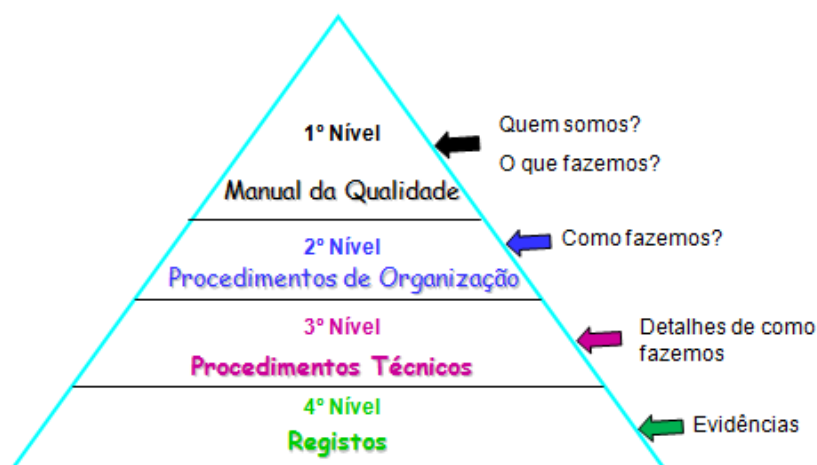 1º Nível
Manual da Qualidade
Quem somos?
O que fazemos?
2º Nível
Procedimentos de Organização
Como fazemos?
3º Nível
Procedimentos Técnicos
Detalhes de como
fazemos
4º Nível
Registos
Evidências